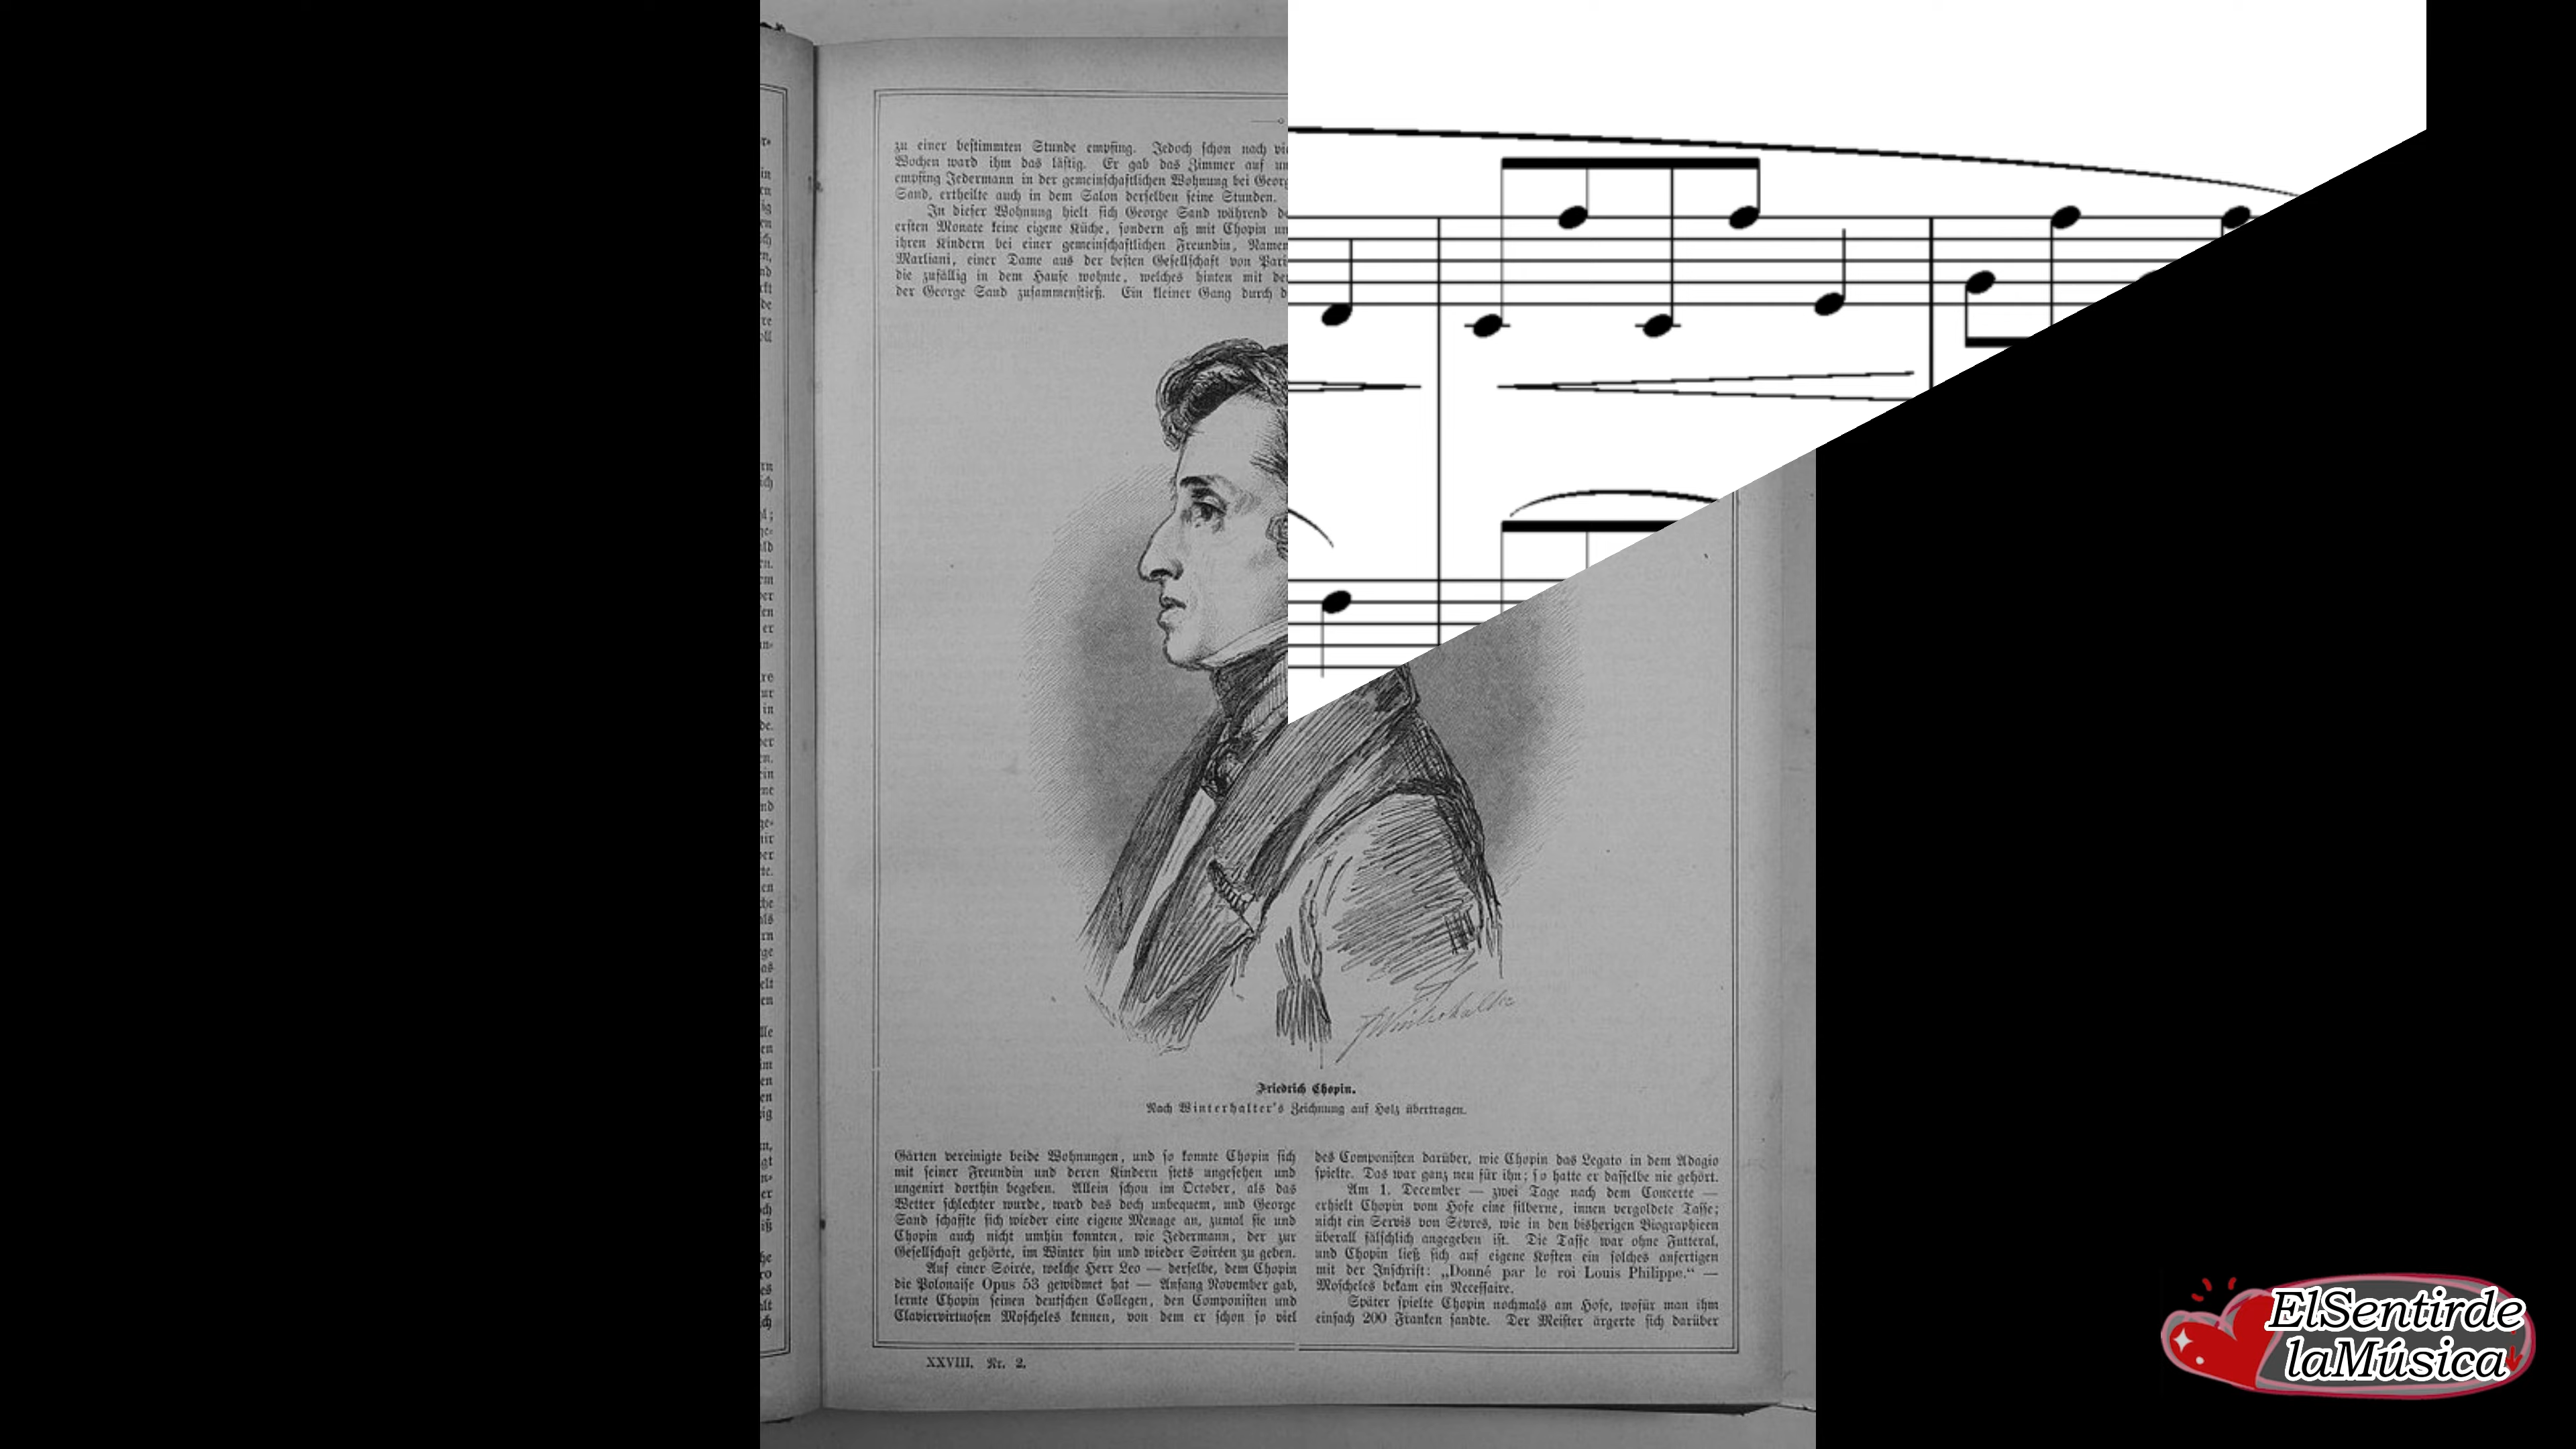 zu einer beſtimmten Stunde empfing. Jedoch ſchon nach
Wochen ward ihm das läſtig. Er gab das Zimmer auf
empfing Jedermann in der gemeinſchaftlichen Wohnung bei
Sand, ertheilte auch in dem Salon derſelben ſeine Stunden.
In dieſer Wohnung hielt ſich George Sand während
erſten Monate keine eigene Küche, ſondern aß mit Chopin
ihren Kindern bei einer gemeinſchaftlichen Freundin,
Marliani, einer Dame aus der beſten Geſellſchaft von
die zufällig in dem Hauſe wohnte, welches hinten mit
der George Sand zuſammenſtieß. Ein kleiner Gang durch
Friedrich Chopin.
Nach Winterhalter's Zeichnung auf Holz übertragen.
Gärten vereinigte beide Wohnungen, und ſo konnte Chopin ſich
mit ſeiner Freundin und deren Kindern ſtets ungeſehen und
ungenirt dorthin begeben. Allein ſchon im October, als das
Wetter ſchlechter wurde, ward das doch unbequem, und George
Sand ſchaffte ſich wieder eine eigene Menage an, zumal ſie und
Chopin auch nicht umhin konnten, wie Jedermann, der zur
Geſellſchaft gehörte, im Winter hin und wieder Soiréen zu geben.
Auf einer Soirée, welche Herr Leo — derſelbe, dem Chopin
die Polonaiſe Opus 53 gewidmet hat — Anfang November gab,
lernte Chopin ſeinen deutſchen Collegen, den Componiſten und
Claviervirtuoſen Moſcheles kennen, von dem er ſchon ſo viel
XXVIII. Nr. 2.
des Componiſten darüber, wie Chopin das Legato in dem Adagio
ſpielte. Das war ganz neu für ihn; ſo hatte er daſſelbe nie gehört.
Am 1. December — zwei Tage nach dem Concerte —
erhielt Chopin vom Hofe eine ſilberne, innen vergoldete Taſſe;
nicht ein Servis von Sèvres, wie in den bisherigen Biographieen
überall fälſchlich angegeben iſt. Die Taſſe war ohne Futteral,
und Chopin ließ ſich auf eigene Koſten ein ſolches anfertigen
mit der Inſchrift: „Donné par le roi Louis Philippe.“ —
Moſcheles bekam ein Neceſſaire.
Später ſpielte Chopin nochmals am Hofe, wofür man ihm
einfach 200 Franken ſandte. Der Meiſter ärgerte ſich darüber
ElSentirde
laMúsica